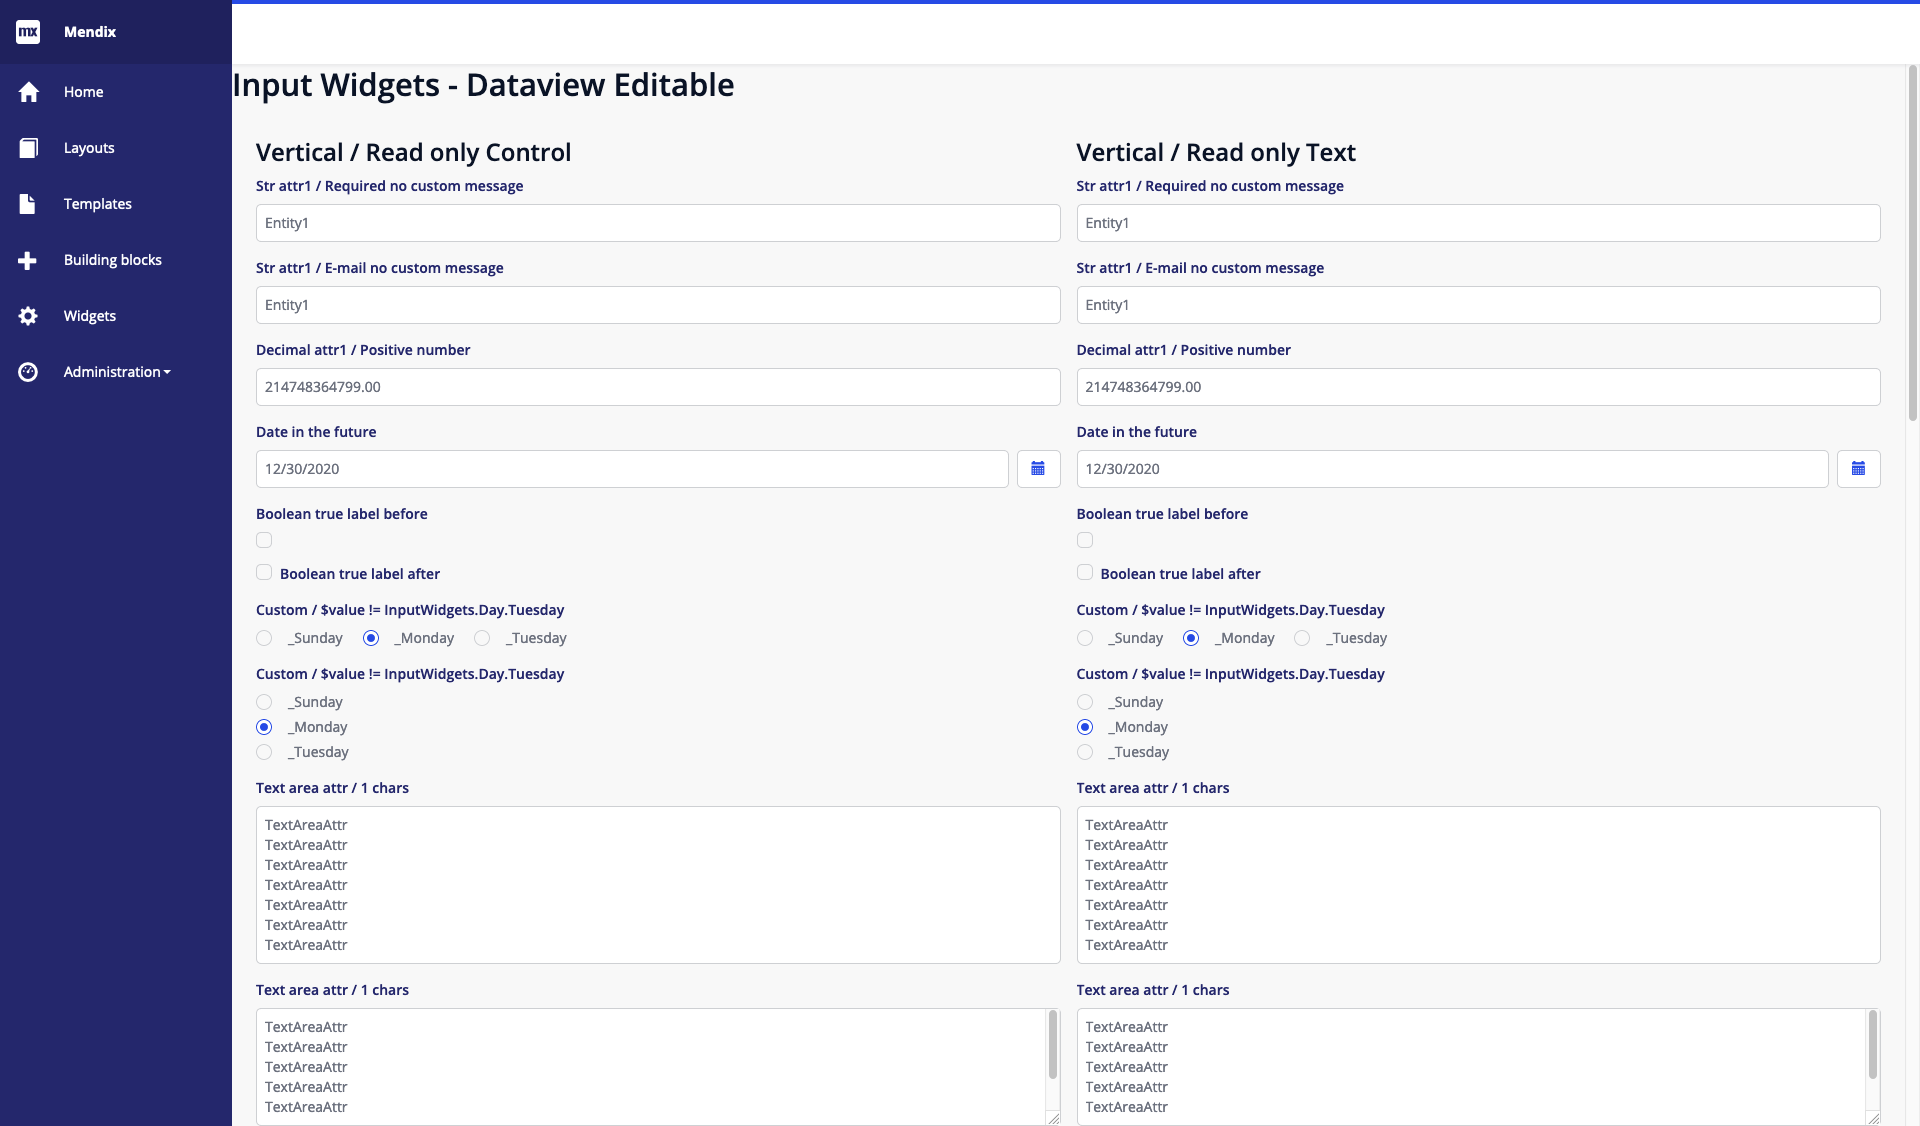 mx
Mendix
Home
Layouts
Templates
Building blocks
Widgets
Administration
Input Widgets - Dataview Editable
Vertical / Read only Control
Str attr1 / Required no custom message
Entity1
Str attr1 / E-mail no custom message
Entity1
Decimal attr1 / Positive number
214748364799.00
Date in the future
12/30/2020
Boolean true label before
Boolean true label after
Custom / $value != InputWidgets.Day.Tuesday
_Sunday _Monday _Tuesday
Custom / $value != InputWidgets.Day.Tuesday
_Sunday
_Monday
_Tuesday
Text area attr / 1 chars
TextAreaAttr
TextAreaAttr
TextAreaAttr
TextAreaAttr
TextAreaAttr
TextAreaAttr
TextAreaAttr
Text area attr / 1 chars
TextAreaAttr
TextAreaAttr
TextAreaAttr
TextAreaAttr
TextAreaAttr
Vertical / Read only Text
Str attr1 / Required no custom message
Entity1
Str attr1 / E-mail no custom message
Entity1
Decimal attr1 / Positive number
214748364799.00
Date in the future
12/30/2020
Boolean true label before
Boolean true label after
Custom / $value != InputWidgets.Day.Tuesday
_Sunday _Monday _Tuesday
Custom / $value != InputWidgets.Day.Tuesday
_Sunday
_Monday
_Tuesday
Text area attr / 1 chars
TextAreaAttr
TextAreaAttr
TextAreaAttr
TextAreaAttr
TextAreaAttr
TextAreaAttr
TextAreaAttr
Text area attr / 1 chars
TextAreaAttr
TextAreaAttr
TextAreaAttr
TextAreaAttr
TextAreaAttr